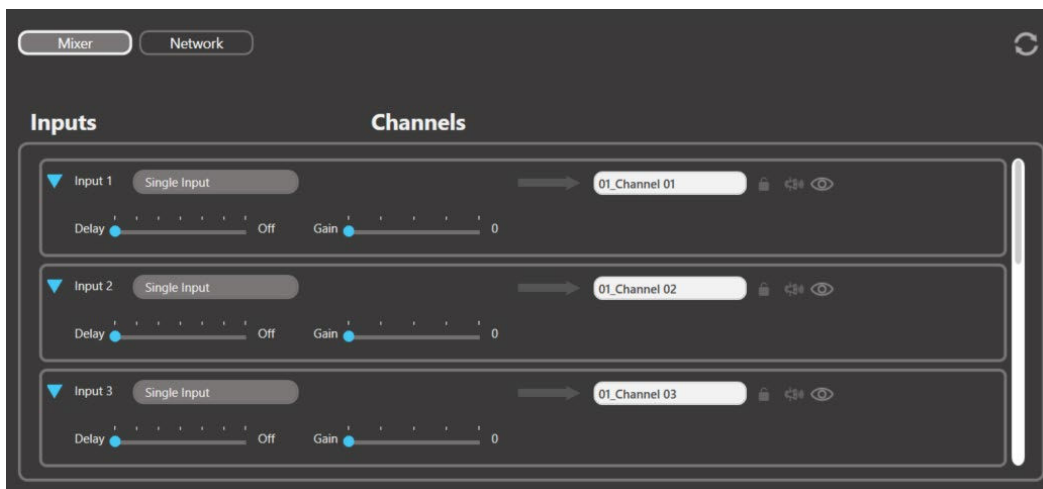 Mixer Network
Inputs Channels
Input 1 Single Input 01_Channel 01
Delay Off Gain 0
Input 2 Single Input 01_Channel 02
Delay Off Gain 0
Input 3 Single Input 01_Channel 03
Delay Off Gain 0